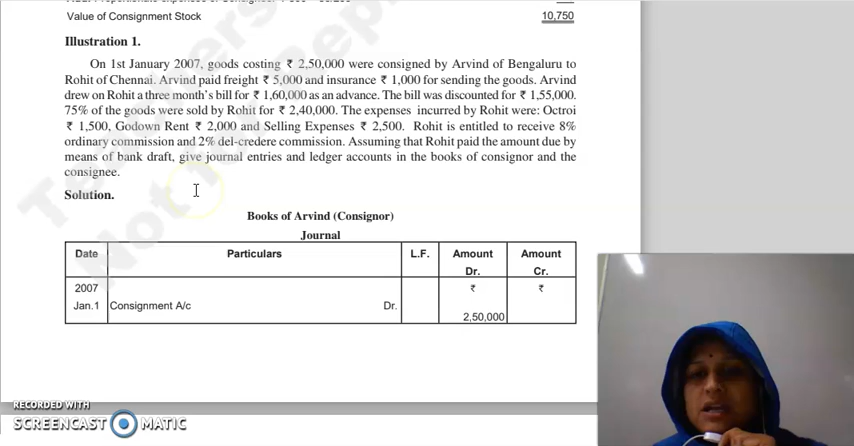 Value of Consignment Stock 10,750
Illustration 1.
On 1st January 2007, goods costing ₹ 2,50,000 were consigned by Arvind of Bengaluru to
Rohit of Chennai. Arvind paid freight ₹ 5,000 and insurance ₹ 1,000 for sending the goods. Arvind
drew on Rohit a three month's bill for ₹ 1,60,000 as an advance. The bill was discounted for ₹ 1,55,000.
75% of the goods were sold by Rohit for ₹ 2,40,000. The expenses incurred by Rohit were: Octroi
₹ 1,500, Godown Rent ₹ 2,000 and Selling Expenses ₹ 2,500. Rohit is entitled to receive 8%
ordinary commission and 2% del-credere commission. Assuming that Rohit paid the amount due by
means of bank draft, give journal entries and ledger accounts in the books of consignor and the
consignee.
Solution.
Books of Arvind (Consignor)
Journal
Date Particulars L.F. Amount Amount
Dr. Cr.
2007 ₹ ₹
Jan.1 Consignment A/c Dr.
2,50,000
RECORDED WITH
SCREENCAST MATIC